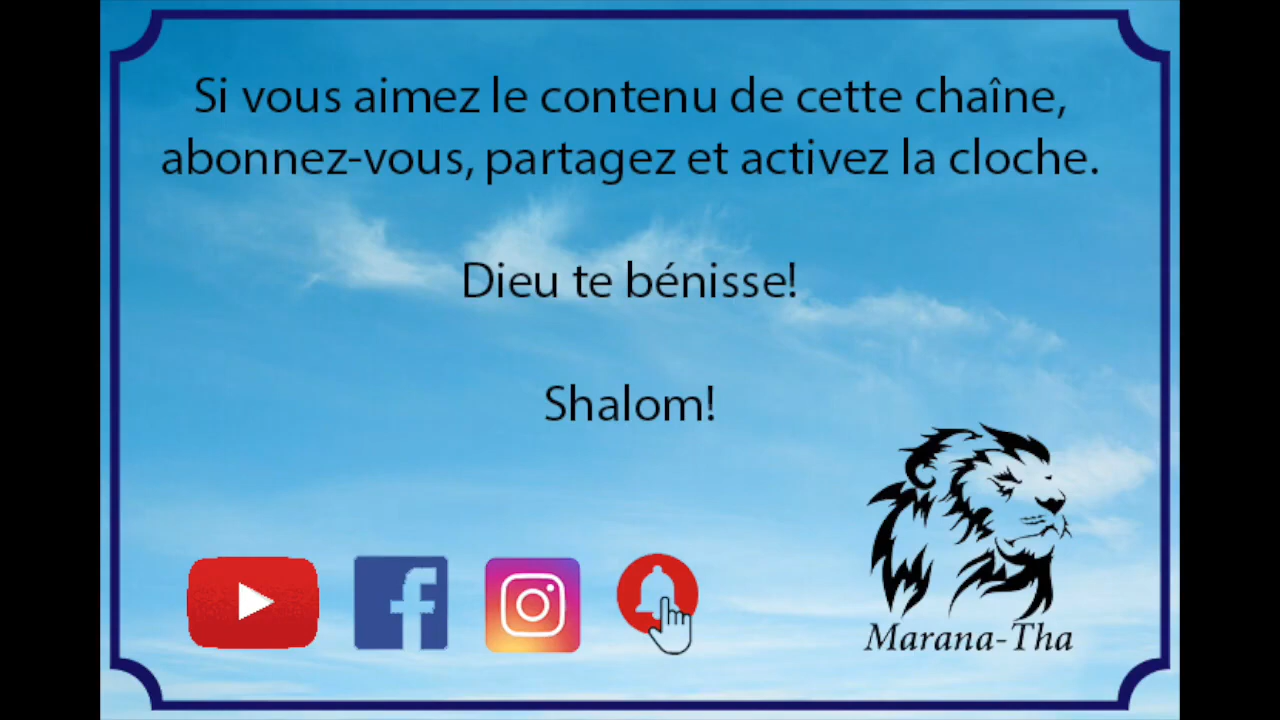 Si vous aimez le contenu de cette chaîne,
abonnez-vous, partagez et activez la cloche.
Dieu te bénisse!
Shalom!
Marana-Tha